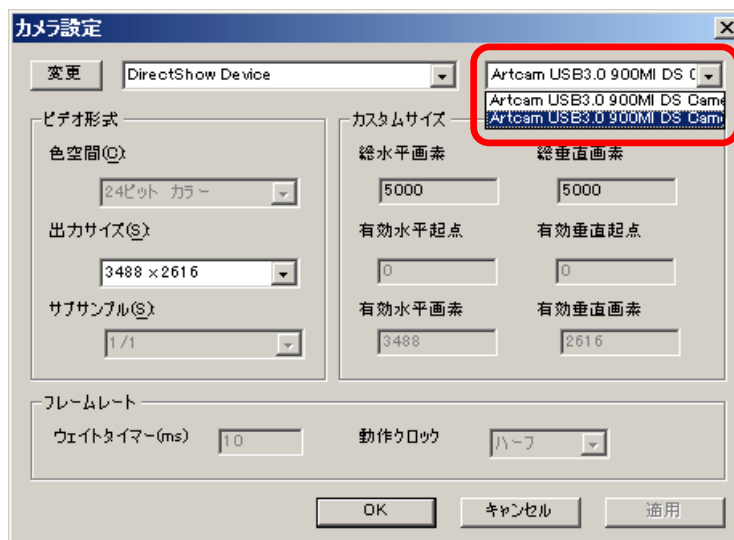 カメラ設定
変更 DirectShow Device Artcam USB3.0 900MI DS C
Artcam USB3.0 900MI DS Came
Artcam USB3.0 900MI DS Came
ビデオ形式 カスタムサイズ
色空間(C): 総水平画素 総垂直画素
24ビット カラー 5000 5000
出力サイズ(S): 有効水平起点 有効垂直起点
3488 x 2616 0 0
サブサンプル(S): 有効水平画素 有効垂直画素
1/1 3488 2616
フレームレート
ウェイトタイマー(ms) 10 動作クロック ハーフ
OK キャンセル 適用